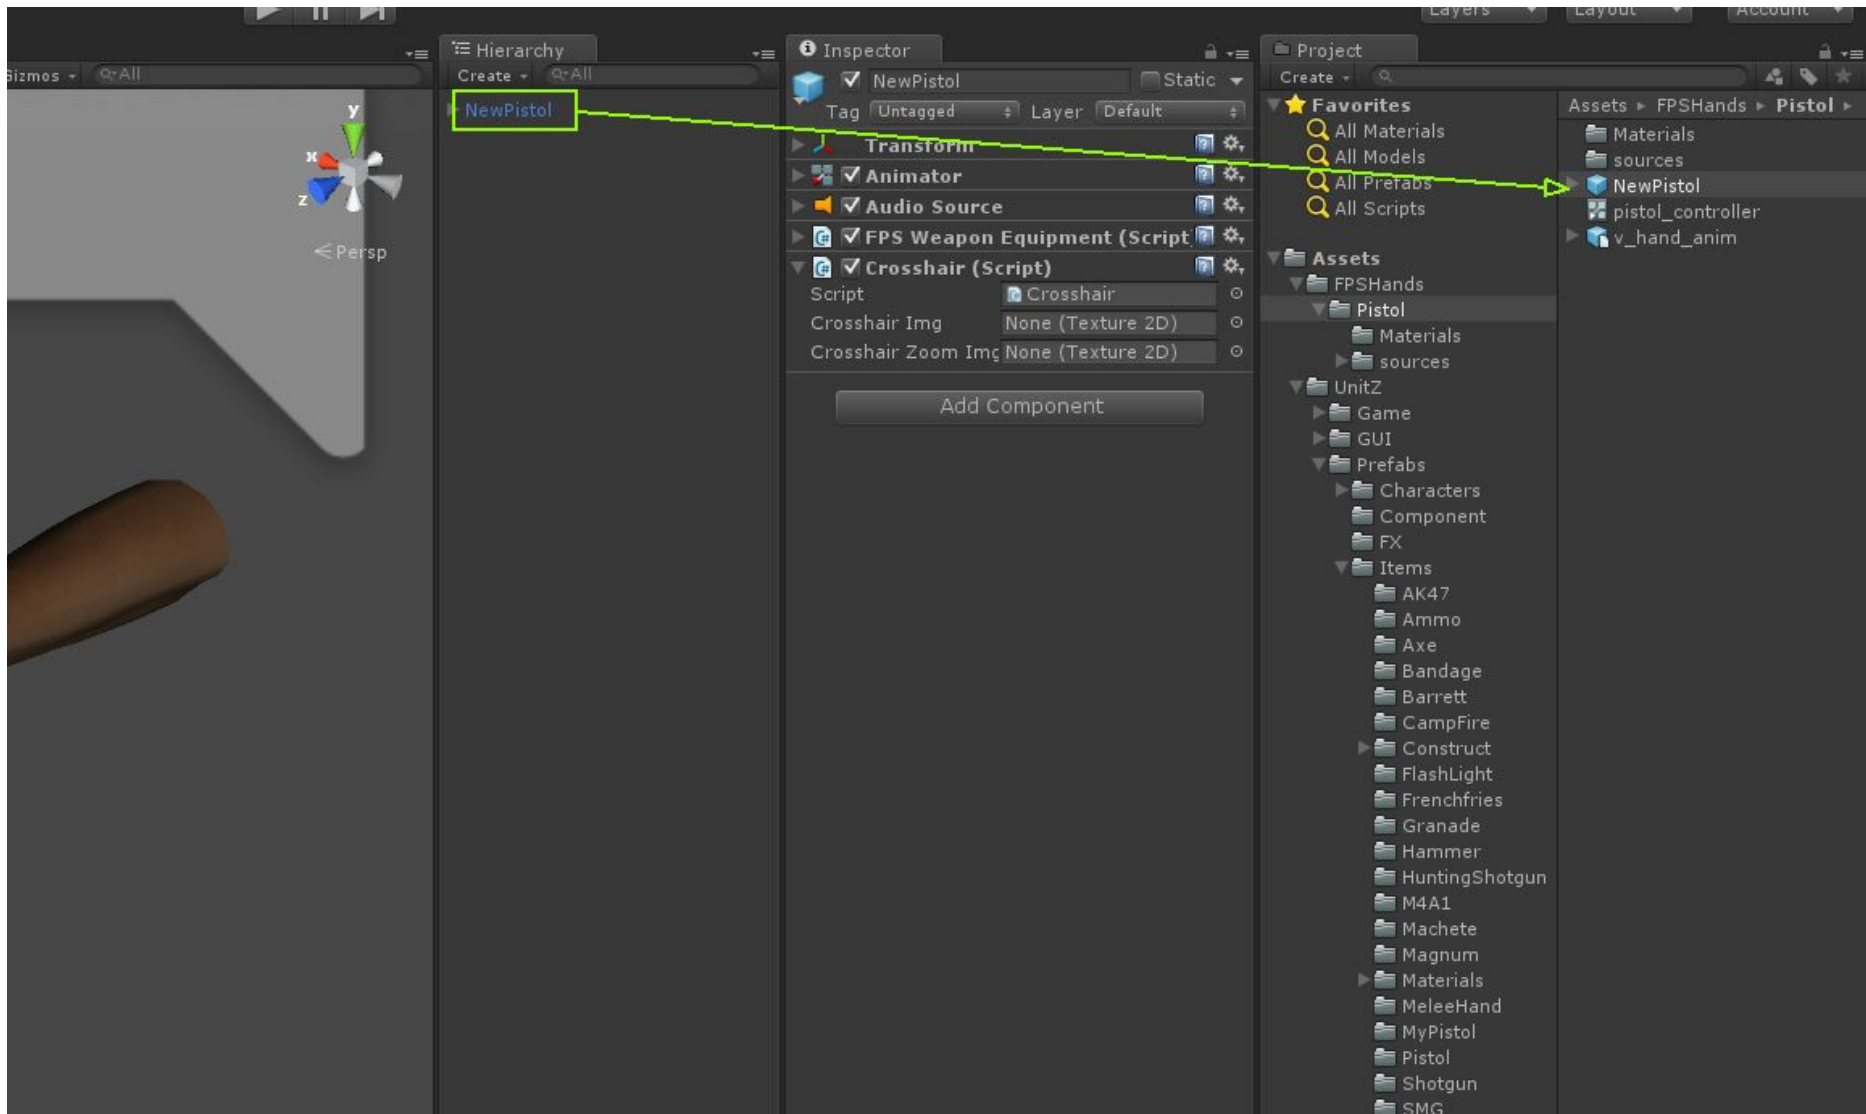 Layers
Layout
Account
Gizmos
All
y
x
z
Persp
Hierarchy
Create
All
NewPistol
Inspector
NewPistol
Static
Tag Untagged Layer Default
Transform
Animator
Audio Source
FPS Weapon Equipment (Script
Crosshair (Script)
Script Crosshair
Crosshair Img None (Texture 2D)
Crosshair Zoom Img None (Texture 2D)
Add Component
Project
Create
Favorites
All Materials
All Models
All Prefabs
All Scripts
Assets
FPSHands
Pistol
Materials
sources
UnitZ
Game
GUI
Prefabs
Characters
Component
FX
Items
AK47
Ammo
Axe
Bandage
Barrett
CampFire
Construct
FlashLight
Frenchfries
Granade
Hammer
HuntingShotgun
M4A1
Machete
Magnum
Materials
MeleeHand
MyPistol
Pistol
Shotgun
SMG
Assets ▸ FPSHands ▸ Pistol ▸
Materials
sources
NewPistol
pistol_controller
v_hand_anim